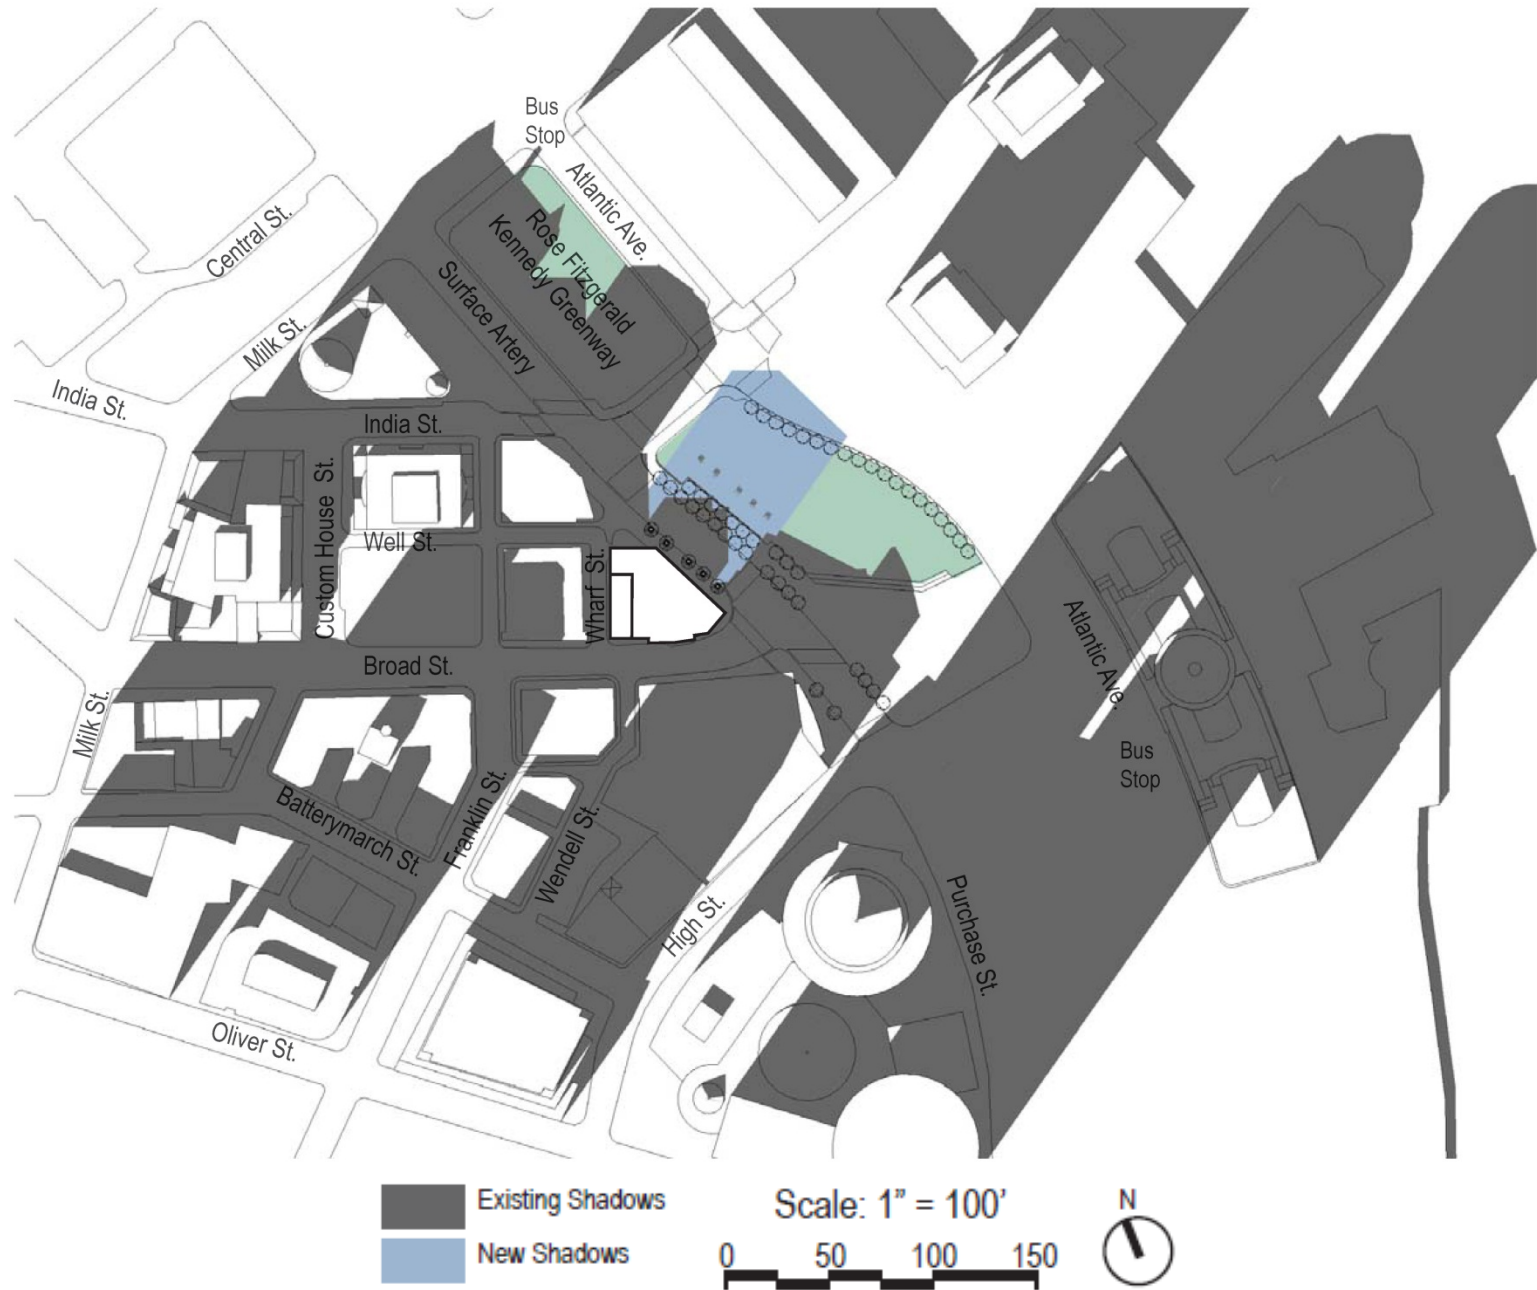 Bus
Stop
Atlantic Ave.
Rose Fitzgerald
Kennedy Greenway
Central St.
Surface Artery
Milk St.
India St.
India St.
Custom House St.
Well St.
Wharf St.
Broad St.
Atlantic Ave.
Milk St.
Bus
Stop
Batterymarch St.
Franklin St.
Wendell St.
High St.
Purchase St.
Oliver St.
Existing Shadows
New Shadows
Scale: 1” = 100’
0 50 100 150
N